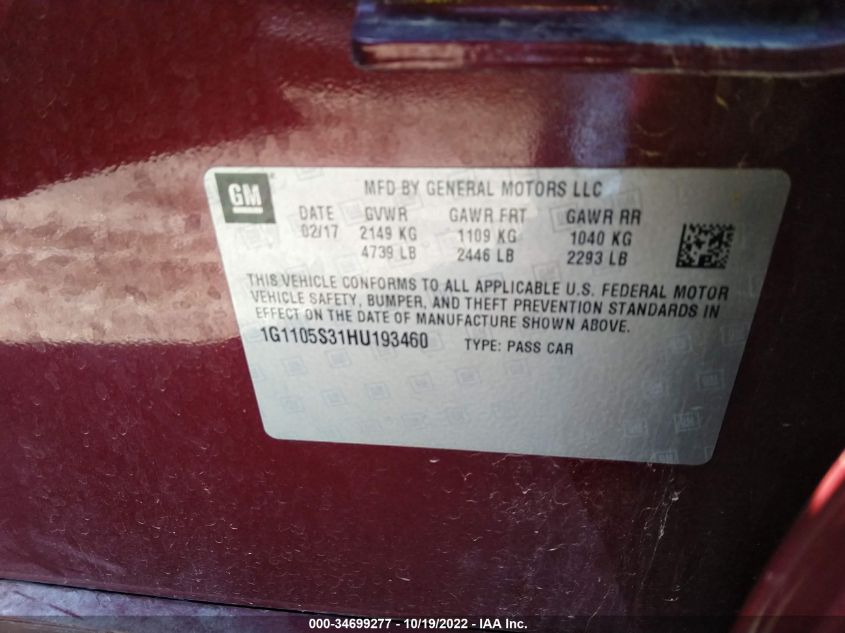 GM
MFD BY GENERAL MOTORS LLC
DATE GVWR GAWR FRT GAWR RR
02/17 2149 KG 1109 KG 1040 KG
4739 LB 2446 LB 2293 LB
THIS VEHICLE CONFORMS TO ALL APPLICABLE U.S. FEDERAL MOTOR
VEHICLE SAFETY, BUMPER, AND THEFT PREVENTION STANDARDS IN
EFFECT ON THE DATE OF MANUFACTURE SHOWN ABOVE.
1G1105S31HU193460 TYPE: PASS CAR
000-34699277 - 10/19/2022 - IAA Inc.